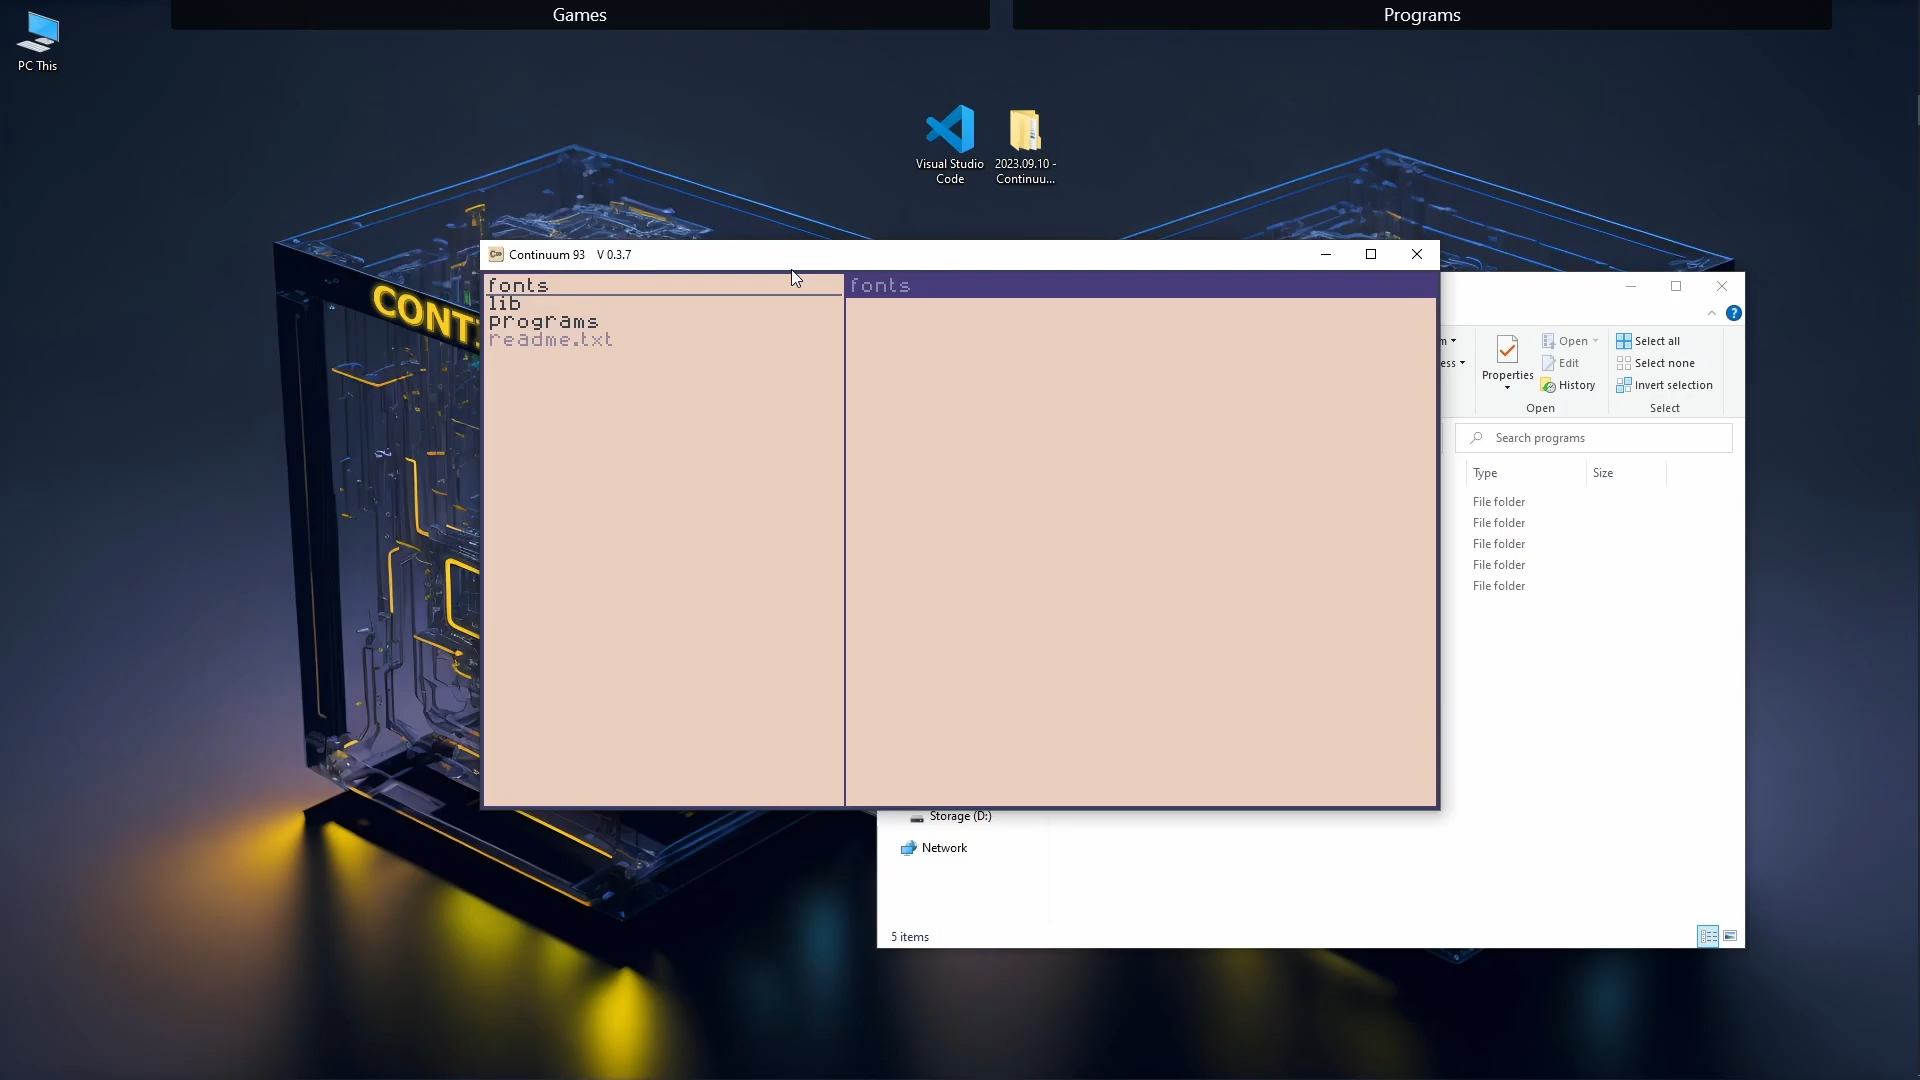 Games
Programs
PC This
Visual Studio
Code
2023.09.10 -
Continuu...
Continuum 93 V 0.3.7
fonts
lib
programs
readme.txt
fonts
CONT
Open
Edit
History
Properties
Open
Select all
Select none
Invert selection
Select
Search programs
Type
Size
File folder
File folder
File folder
File folder
File folder
Storage (D:)
Network
5 items